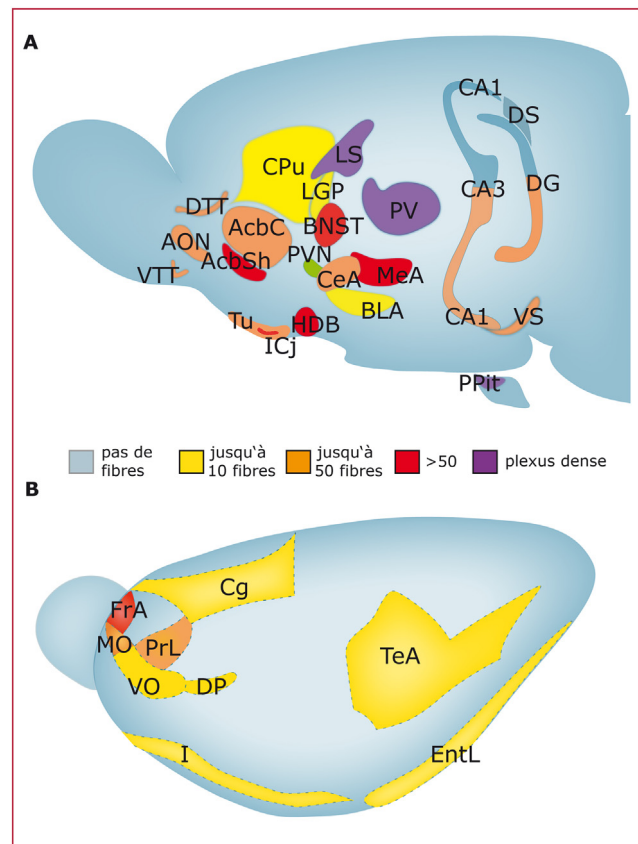 A
CA1
DS
LS
CPu
LGP
CA3
DG
DTT
PV
AcbC
BNST
AON
AcbSh
PVN
VTT
CeA
MeA
BLA
Tu
HDB
CA1
VS
ICj
PPit
pas de
fibres
jusqu'à
10 fibres
jusqu'à
50 fibres
>50
plexus dense
B
Cg
FrA
MO
PrL
TeA
VO
DP
I
EntL